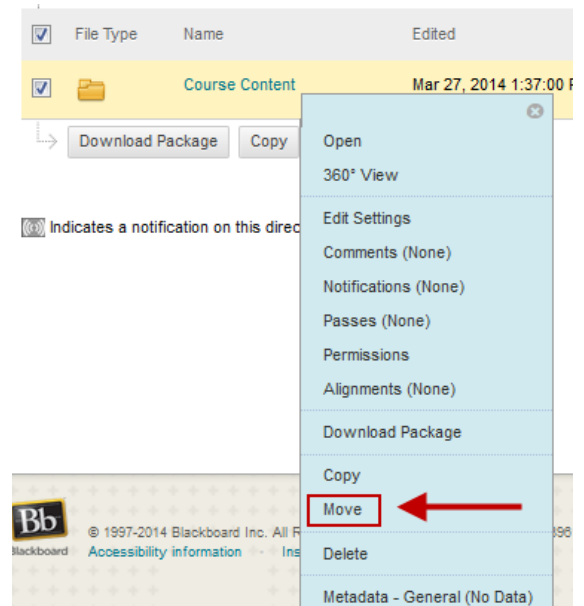 File Type Name Edited
Course Content Mar 27, 2014 1:37:00
Download Package Copy
Indicates a notification on this direc
Open
360° View
Edit Settings
Comments (None)
Notifications (None)
Passes (None)
Permissions
Alignments (None)
Download Package
Copy
Move
Delete
Metadata - General (No Data)
Bb
Blackboard
© 1997-2014 Blackboard Inc. All R
Accessibility information - Ins